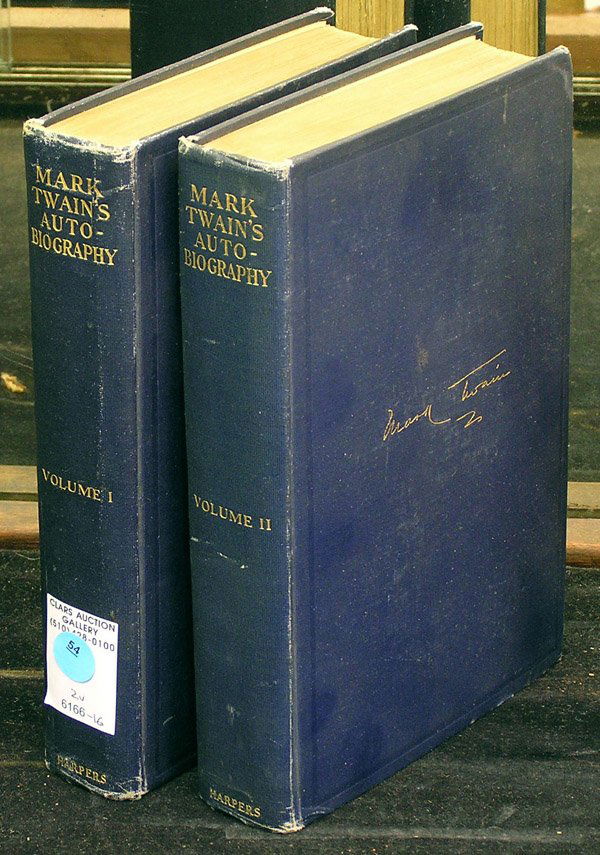 MARK
TWAIN'S
AUTO-
BIOGRAPHY
VOLUME I
CLARS AUCTION
GALLERY
(510) 428-0100
54
2v
6166-16
HARPERS
MARK
TWAIN'S
AUTO-
BIOGRAPHY
VOLUME II
HARPERS
Mark Twain